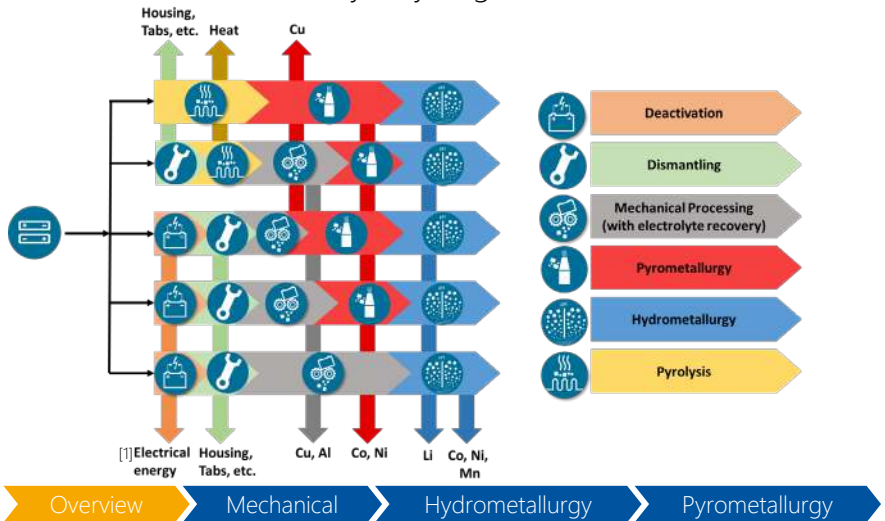 Housing,
Tabs, etc.
Heat
Cu
Deactivation
Dismantling
Mechanical Processing
(with electrolyte recovery)
Pyrometallurgy
Hydrometallurgy
Pyrolysis
[1]Electrical
energy
Housing,
Tabs, etc.
Cu, Al
Co, Ni
Li
Co, Ni,
Mn
Overview
Mechanical
Hydrometallurgy
Pyrometallurgy